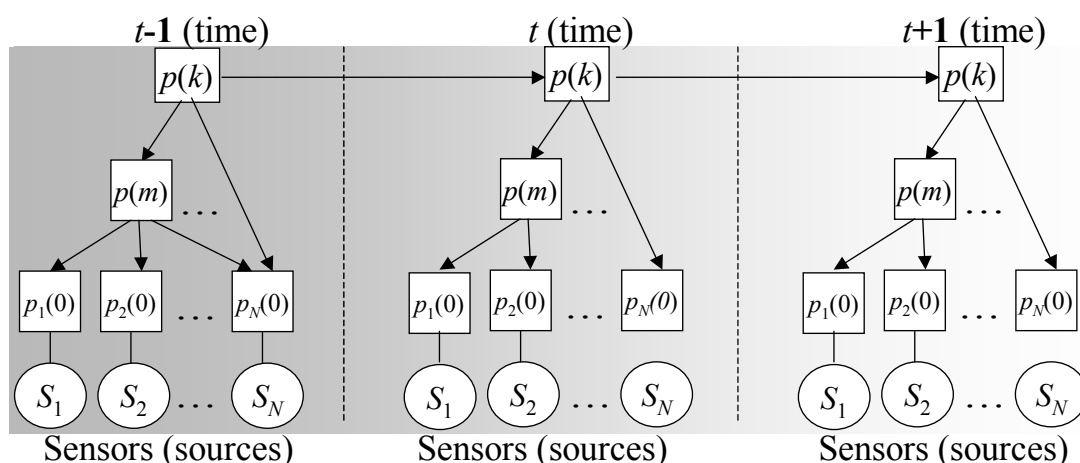 t-1 (time) t (time) t+1 (time)
p(k) p(k) p(k)
p(m) ... p(m) ... p(m) ...
p1(0) p2(0) ... pN(0) p1(0) p2(0) ... pN(0) p1(0) p2(0) ... pN(0)
S1 S2 ... SN S1 S2 ... SN S1 S2 ... SN
Sensors (sources) Sensors (sources) Sensors (sources)